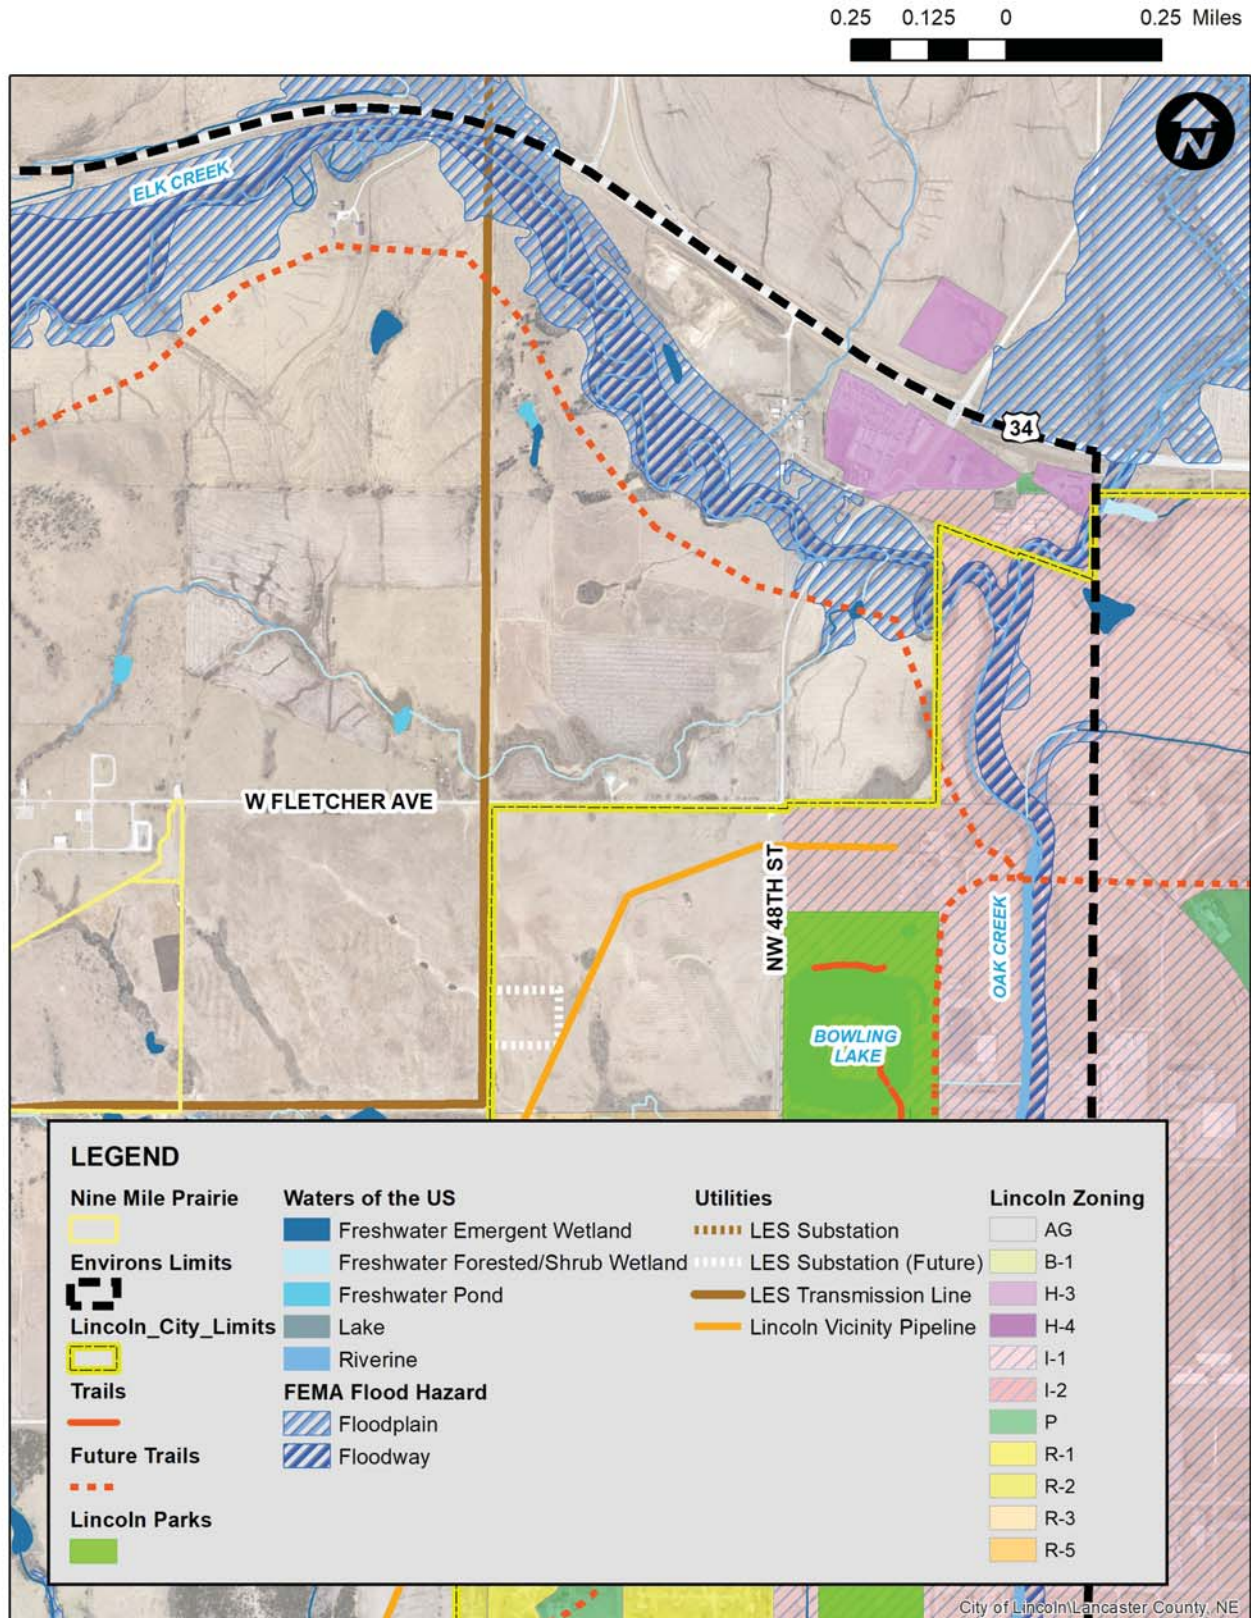 0.25 0.125 0 0.25 Miles
N
ELK CREEK
34
W FLETCHER AVE
NW 48TH ST
OAK CREEK
BOWLING
LAKE
LEGEND
Nine Mile Prairie
Environs Limits
Lincoln_City_Limits
Trails
Future Trails
Lincoln Parks
Waters of the US
Freshwater Emergent Wetland
Freshwater Forested/Shrub Wetland
Freshwater Pond
Lake
Riverine
FEMA Flood Hazard
Floodplain
Floodway
Utilities
LES Substation
LES Substation (Future)
LES Transmission Line
Lincoln Vicinity Pipeline
Lincoln Zoning
AG
B-1
H-3
H-4
I-1
I-2
P
R-1
R-2
R-3
R-5
City of Lincoln\Lancaster County, NE